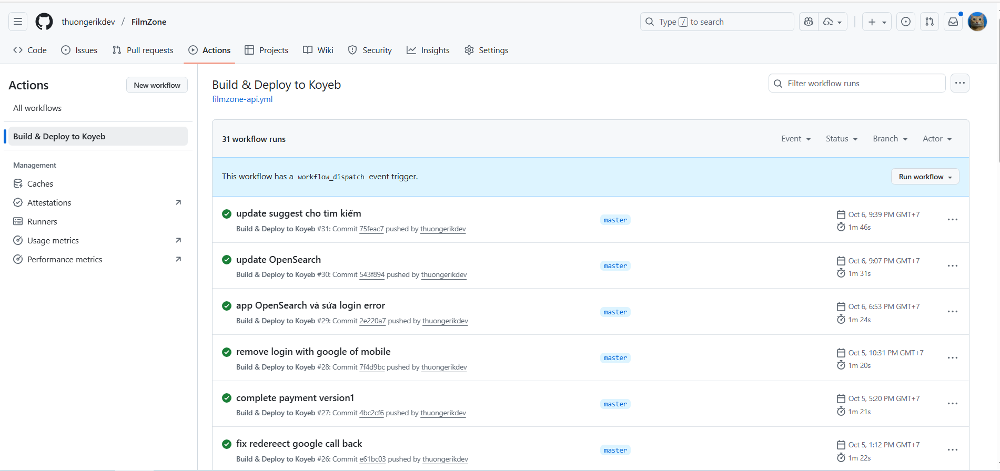 thuongerikdev / FilmZone
Type / to search
Code Issues Pull requests Actions Projects Wiki Security Insights Settings
Actions
New workflow
All workflows
Build & Deploy to Koyeb
Management
Caches
Attestations
Runners
Usage metrics
Performance metrics
Build & Deploy to Koyeb
filmzone-api.yml
Filter workflow runs
31 workflow runs
Event Status Branch Actor
This workflow has a workflow_dispatch event trigger.
Run workflow
update suggest cho tìm kiếm
Build & Deploy to Koyeb #31: Commit 75feac7 pushed by thuongerikdev
master
Oct 6, 9:39 PM GMT+7
1m 46s
update OpenSearch
Build & Deploy to Koyeb #30: Commit 543f894 pushed by thuongerikdev
master
Oct 6, 9:07 PM GMT+7
1m 31s
app OpenSearch và sửa login error
Build & Deploy to Koyeb #29: Commit 2e220a7 pushed by thuongerikdev
master
Oct 6, 6:53 PM GMT+7
1m 24s
remove login with google of mobile
Build & Deploy to Koyeb #28: Commit 7f4d9bc pushed by thuongerikdev
master
Oct 5, 10:31 PM GMT+7
1m 20s
complete payment version1
Build & Deploy to Koyeb #27: Commit 4bc2cf6 pushed by thuongerikdev
master
Oct 5, 5:20 PM GMT+7
1m 21s
fix redereect google call back
Build & Deploy to Koyeb #26: Commit e61bc03 pushed by thuongerikdev
master
Oct 5, 1:12 PM GMT+7
1m 22s